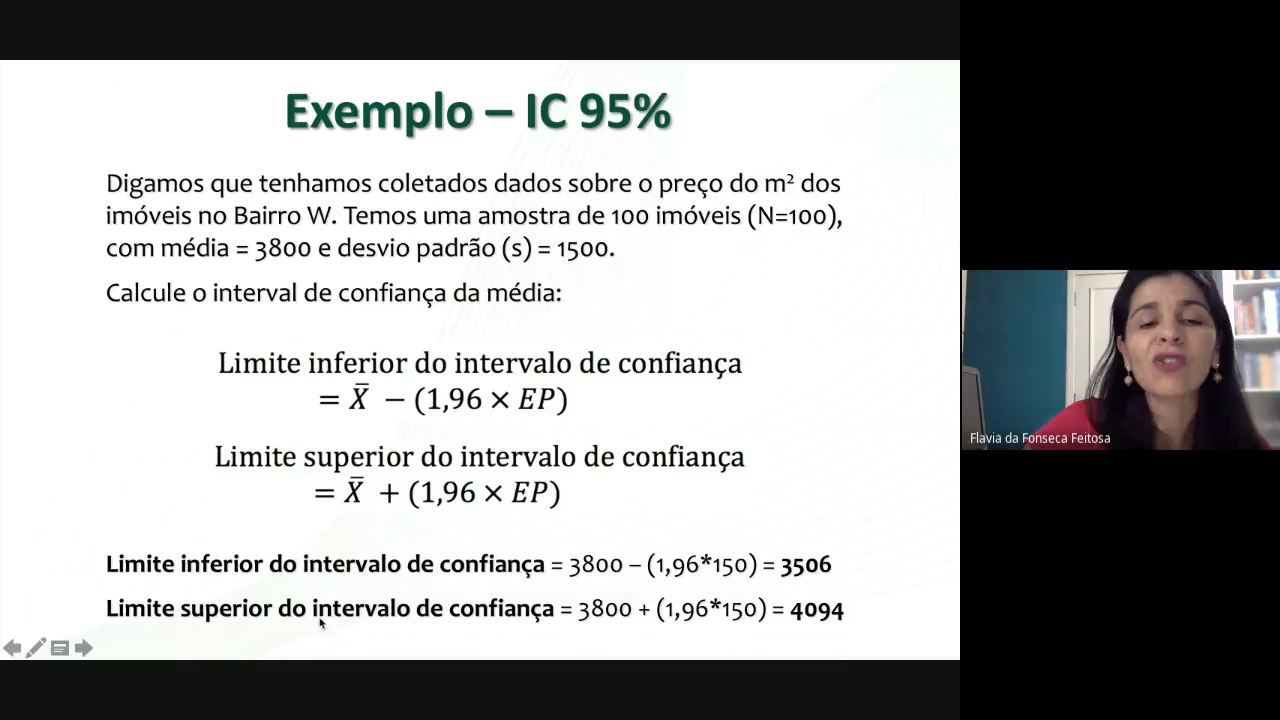 Exemplo – IC 95%
Digamos que tenhamos coletados dados sobre o preço do m² dos
imóveis no Bairro W. Temos uma amostra de 100 imóveis (N=100),
com média = 3800 e desvio padrão (s) = 1500.
Calcule o interval de confiança da média:
Limite inferior do intervalo de confiança
= X̄ − (1,96 × EP)
Limite superior do intervalo de confiança
= X̄ + (1,96 × EP)
Limite inferior do intervalo de confiança = 3800 – (1,96*150) = 3506
Limite superior do intervalo de confiança = 3800 + (1,96*150) = 4094
Flavia da Fonseca Feitosa